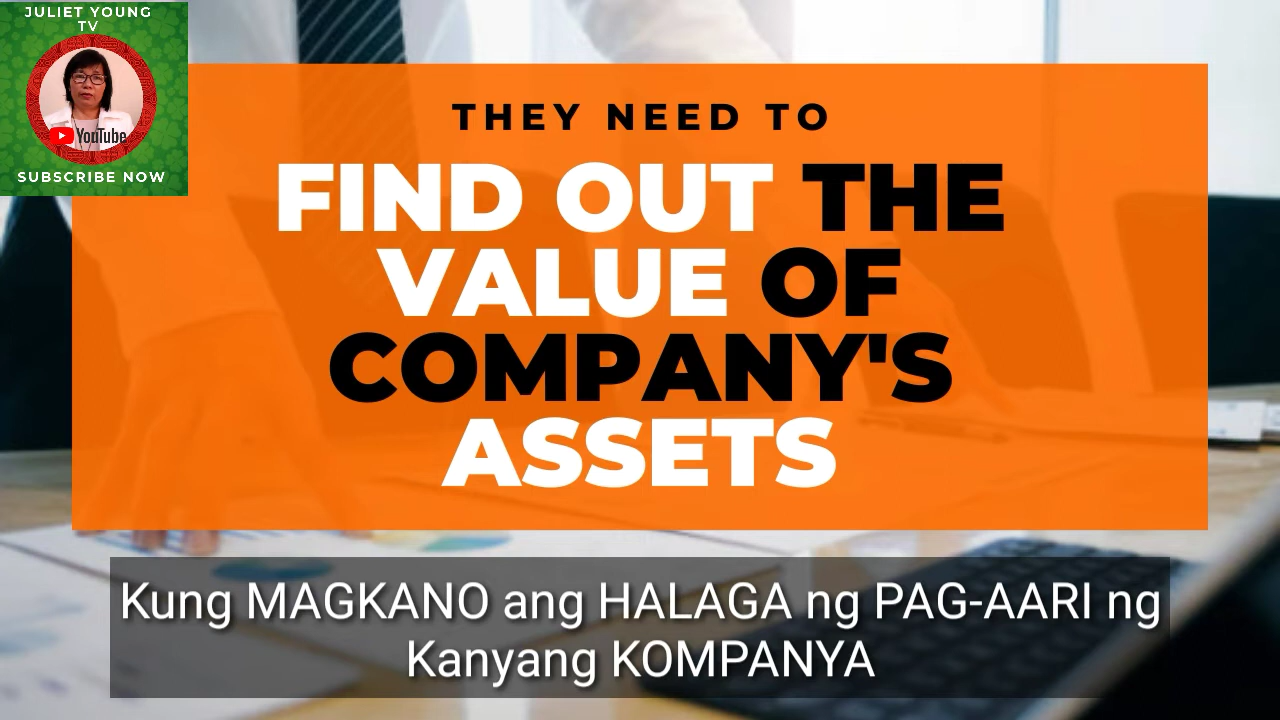 JULIET YOUNG
TV
YouTube
SUBSCRIBE NOW
THEY NEED TO
FIND OUT THE
VALUE OF
COMPANY'S
ASSETS
Kung MAGKANO ang HALAGA ng PAG-AARI ng
Kanyang KOMPANYA